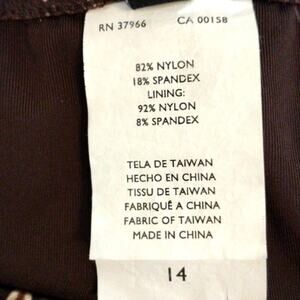 RN 37966 CA 00158
82% NYLON
18% SPANDEX
LINING:
92% NYLON
8% SPANDEX
TELA DE TAIWAN
HECHO EN CHINA
TISSU DE TAIWAN
FABRIQUÉ A CHINA
FABRIC OF TAIWAN
MADE IN CHINA
14